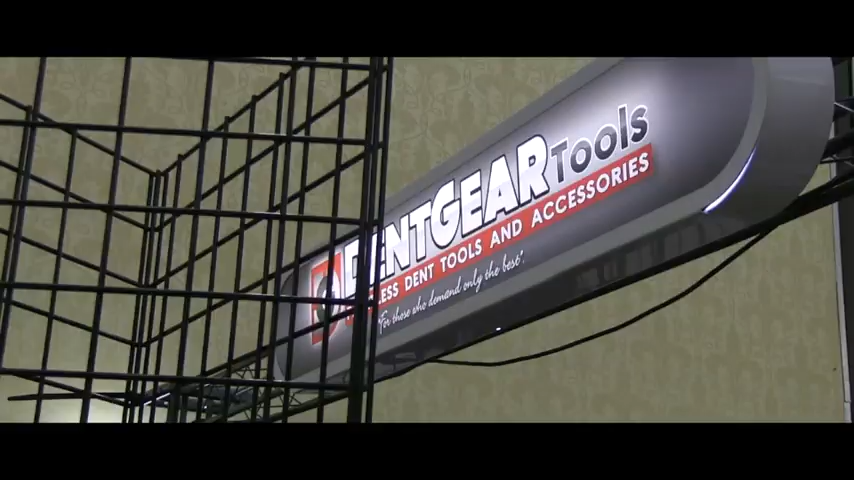 DENTGEAR TOOLS
LESS DENT TOOLS AND ACCESSORIES
"For those who demand only the best".